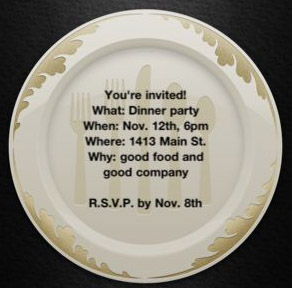 You're invited!
What: Dinner party
When: Nov. 12th, 6pm
Where: 1413 Main St.
Why: good food and
good company
R.S.V.P. by Nov. 8th